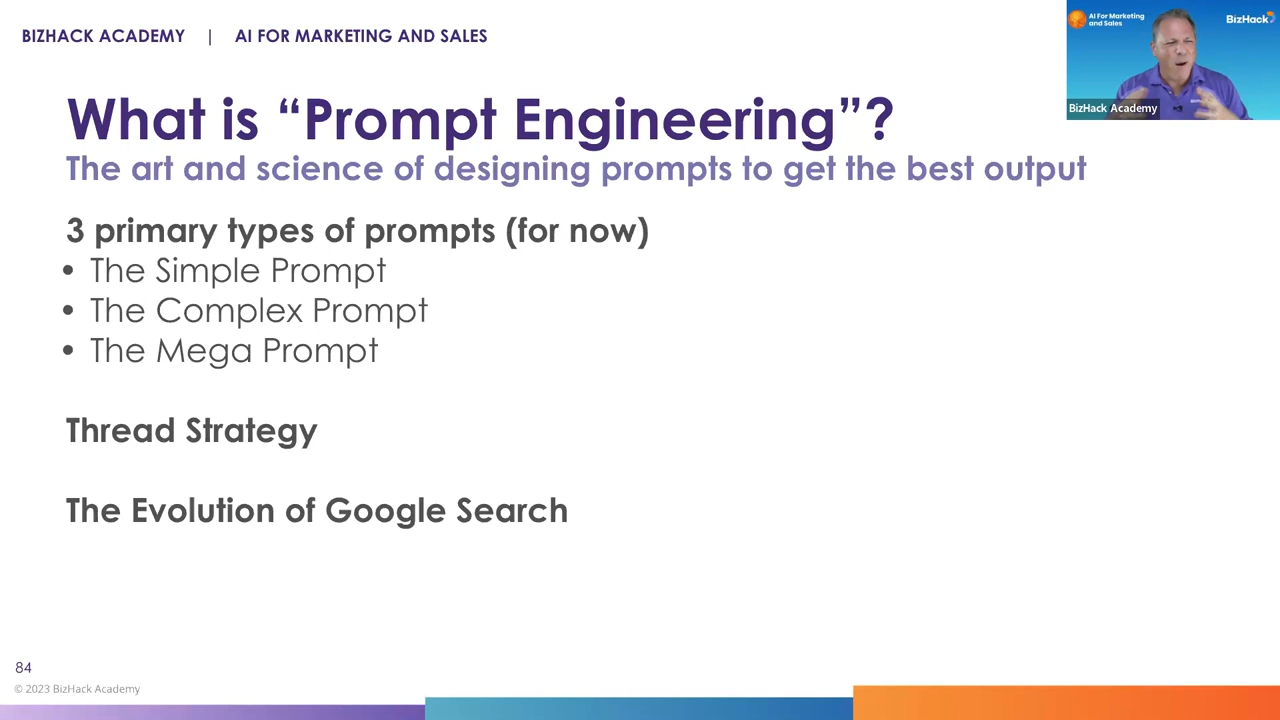 BIZHACK ACADEMY | AI FOR MARKETING AND SALES
AI For Marketing
and Sales
BizHack
BizHack Academy
What is “Prompt Engineering”?
The art and science of designing prompts to get the best output
3 primary types of prompts (for now)
• The Simple Prompt
• The Complex Prompt
• The Mega Prompt
Thread Strategy
The Evolution of Google Search
84
© 2023 BizHack Academy